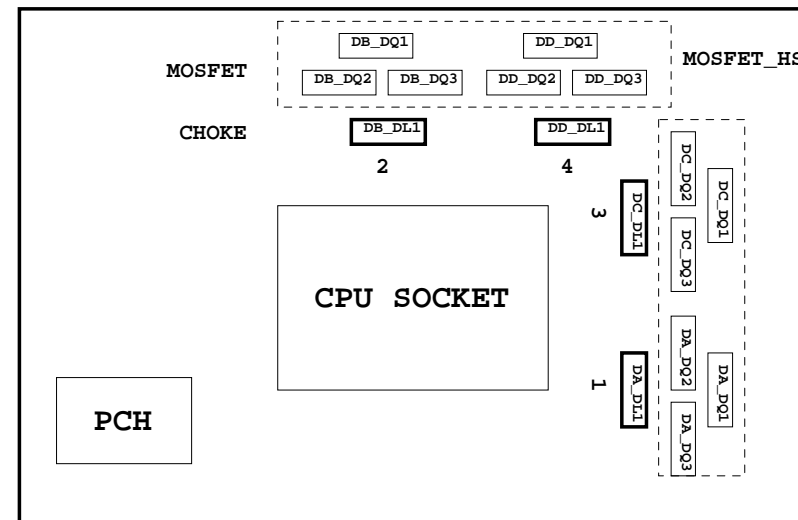 DB_DQ1
DD_DQ1
MOSFET
DB_DQ2
DB_DQ3
DD_DQ2
DD_DQ3
MOSFET_HS
CHOKE
DB_DL1
DD_DL1
2
4
3
DC_DL1
DC_DQ2
DC_DQ1
DC_DQ3
CPU SOCKET
1
DA_DL1
DA_DQ2
DA_DQ1
DA_DQ3
PCH